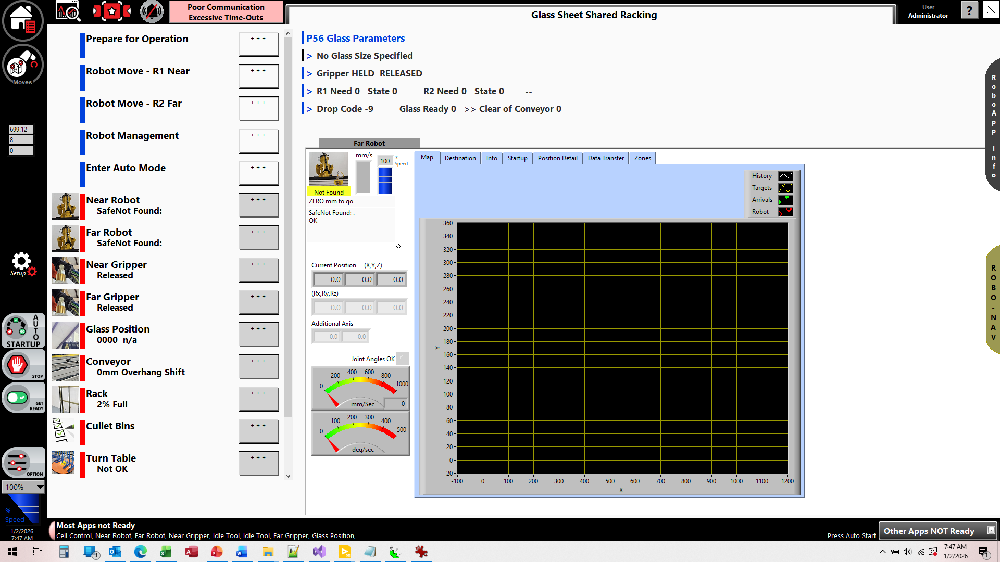 Poor Communication
Excessive Time-Outs
Glass Sheet Shared Racking
User
Administrator
?
Moves
699.12
8
0
Setup
AUTO
STARTUP
STOP
GET
READY
OPTION
100%
%
Speed
1/2/2026
7:47 AM
Prepare for Operation
+ + +
Robot Move - R1 Near
+ + +
Robot Move - R2 Far
+ + +
Robot Management
+ + +
Enter Auto Mode
+ + +
Near Robot
+ + +
SafeNot Found:
Far Robot
+ + +
SafeNot Found:
Near Gripper
+ + +
Released
Far Gripper
+ + +
Released
Glass Position
+ + +
0000 n/a
Conveyor
+ + +
0mm Overhang Shift
Rack
+ + +
2% Full
Cullet Bins
+ + +
Turn Table
+ + +
Not OK
P56 Glass Parameters
> No Glass Size Specified
> Gripper HELD RELEASED
> R1 Need 0 State 0 R2 Need 0 State 0 --
> Drop Code -9 Glass Ready 0 >> Clear of Conveyor 0
Far Robot
mm/s
100
%
Speed
Not Found
ZERO mm to go
SafeNot Found: .
OK
Current Position (X,Y,Z)
0.0 0.0 0.0
(Rx,Ry,Rz)
0.0 0.0 0.0
Additional Axis
0.0 0.0
Joint Angles OK
0 200 400 600 800 1000
mm/Sec 0
0 100 200 300 400 500
deg/sec
Map Destination Info Startup Position Detail Data Transfer Zones
History
Targets
Arrivals
Robot
360
340
320
300
280
260
240
220
200
180
160
140
120
100
80
60
40
20
0
-20
Y
-100 0 100 200 300 400 500 600 700 800 900 1000 1100 1200
X
RoboApp Info
ROBO-NAV
Most Apps not Ready
Cell Control, Near Robot, Far Robot, Near Gripper, Idle Tool, Idle Tool, Far Gripper, Glass Position,
Press Auto Start
Other Apps NOT Ready
3
7:47 AM
1/2/2026
1